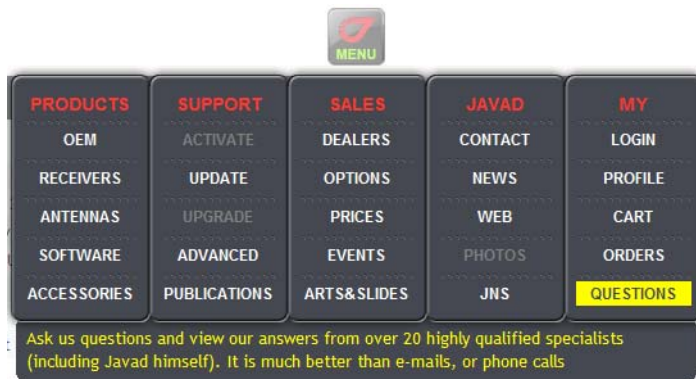 MENU
PRODUCTS SUPPORT SALES JAVAD MY
OEM ACTIVATE DEALERS CONTACT LOGIN
RECEIVERS UPDATE OPTIONS NEWS PROFILE
ANTENNAS UPGRADE PRICES WEB CART
SOFTWARE ADVANCED EVENTS PHOTOS ORDERS
ACCESSORIES PUBLICATIONS ARTS&SLIDES JNS QUESTIONS
Ask us questions and view our answers from over 20 highly qualified specialists
(including Javad himself). It is much better than e-mails, or phone calls